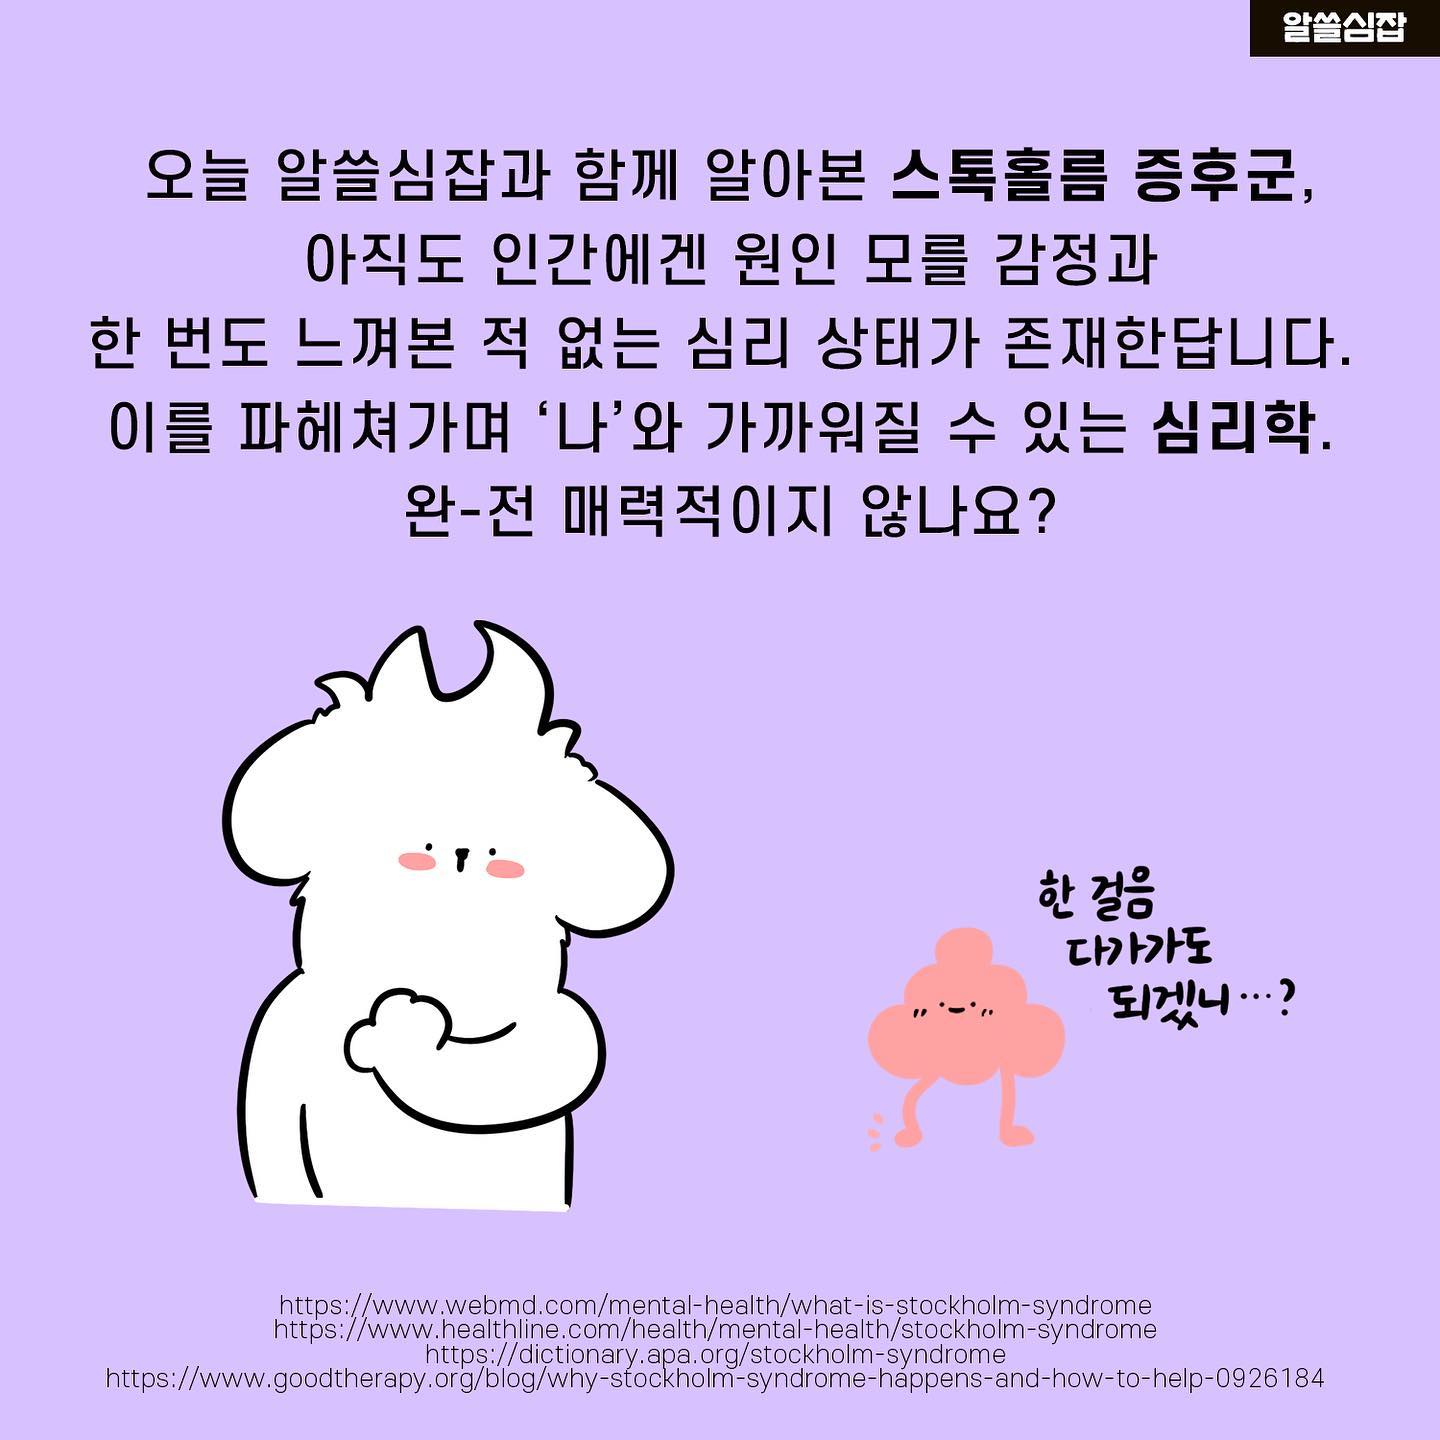 알쓸심잡
오늘 알쓸심잡과 함께 알아본 스톡홀름 증후군,
아직도 인간에겐 원인 모를 감정과
한 번도 느껴본 적 없는 심리 상태가 존재한답니다.
이를 파헤쳐가며 ‘나’와 가까워질 수 있는 심리학.
완-전 매력적이지 않나요?
한 걸음
다가가도
되겠니…?
https://www.webmd.com/mental-health/what-is-stockholm-syndrome
https://www.healthline.com/health/mental-health/stockholm-syndrome
https://dictionary.apa.org/stockholm-syndrome
https://www.goodtherapy.org/blog/why-stockholm-syndrome-happens-and-how-to-help-0926184